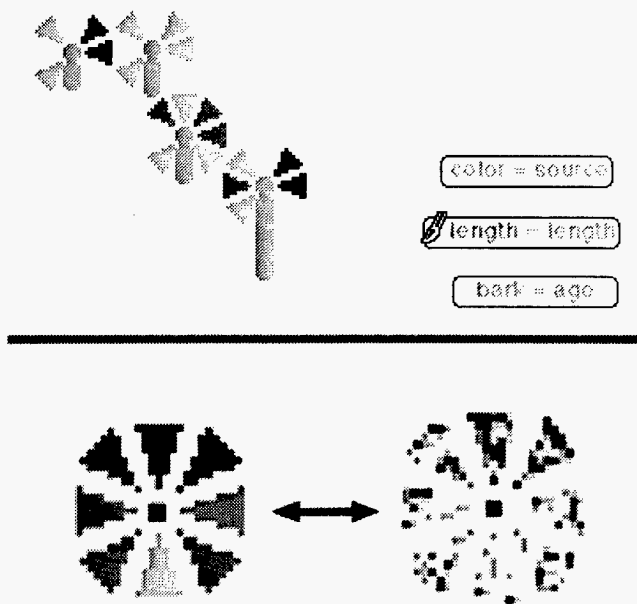 color = source
length = length
bark = age